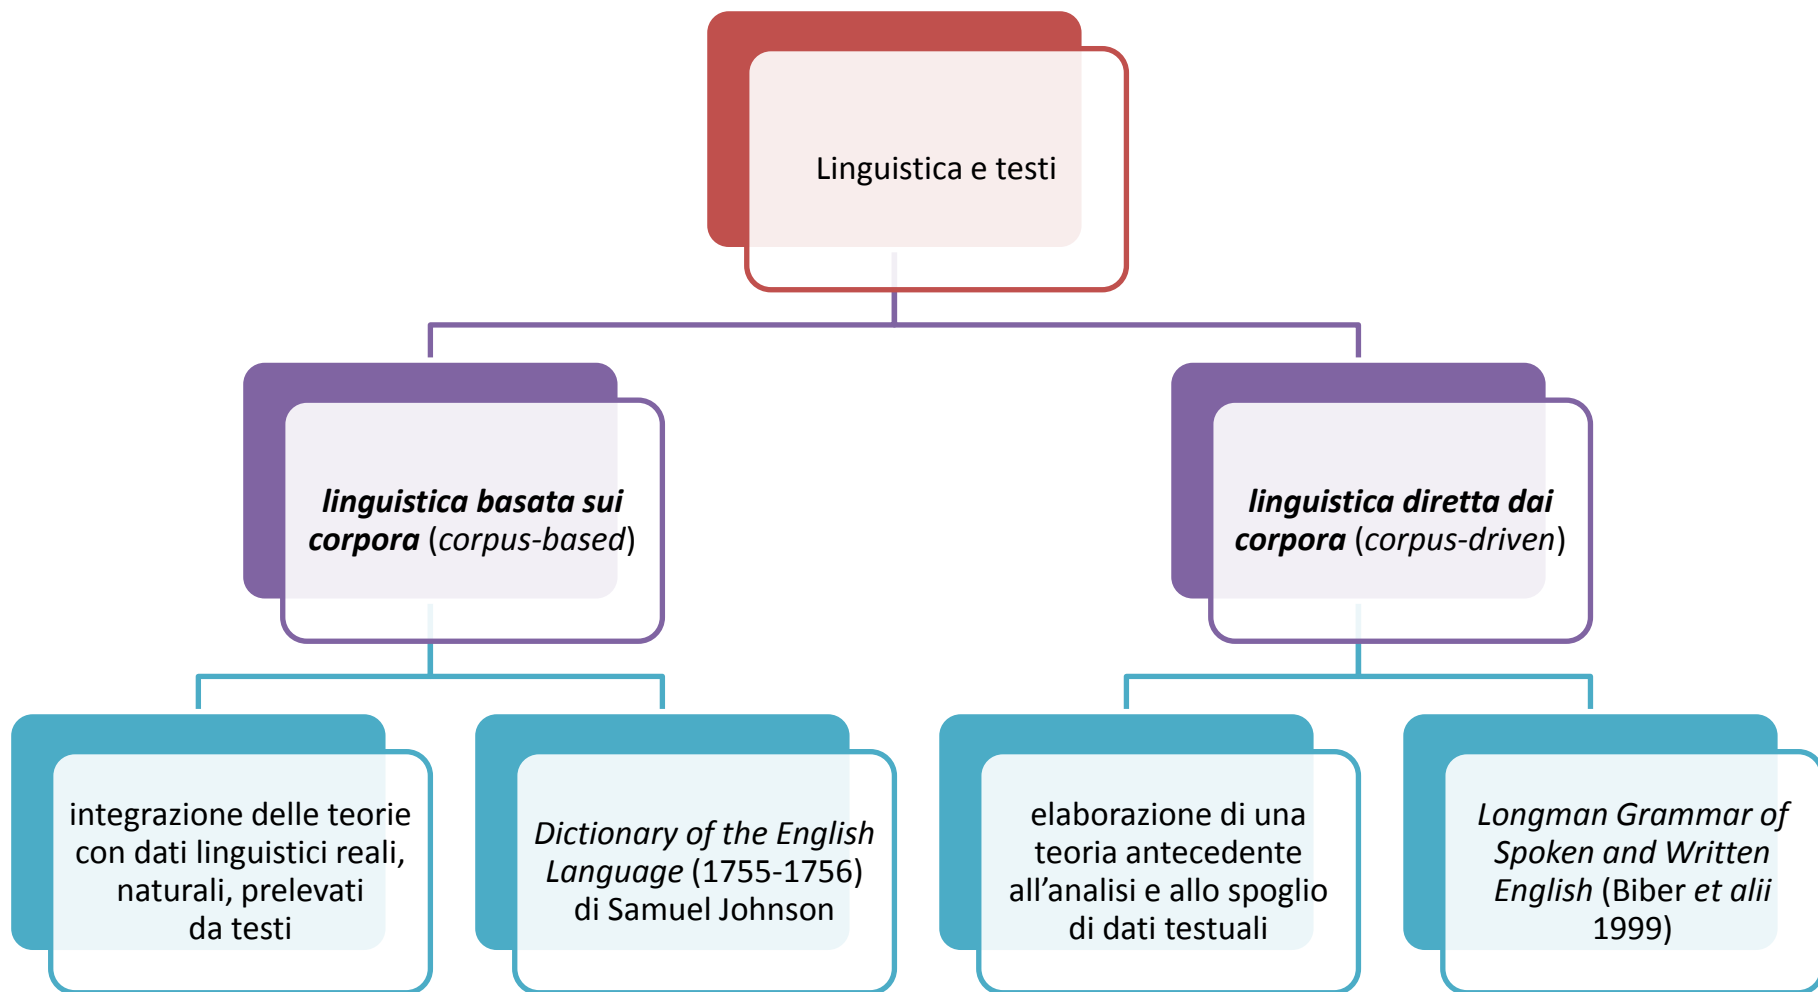 Linguistica e testi
linguistica basata sui
corpora (corpus-based)
linguistica diretta dai
corpora (corpus-driven)
integrazione delle teorie
con dati linguistici reali,
naturali, prelevati
da testi
Dictionary of the English
Language (1755-1756)
di Samuel Johnson
elaborazione di una
teoria antecedente
all’analisi e allo spoglio
di dati testuali
Longman Grammar of
Spoken and Written
English (Biber et alii
1999)